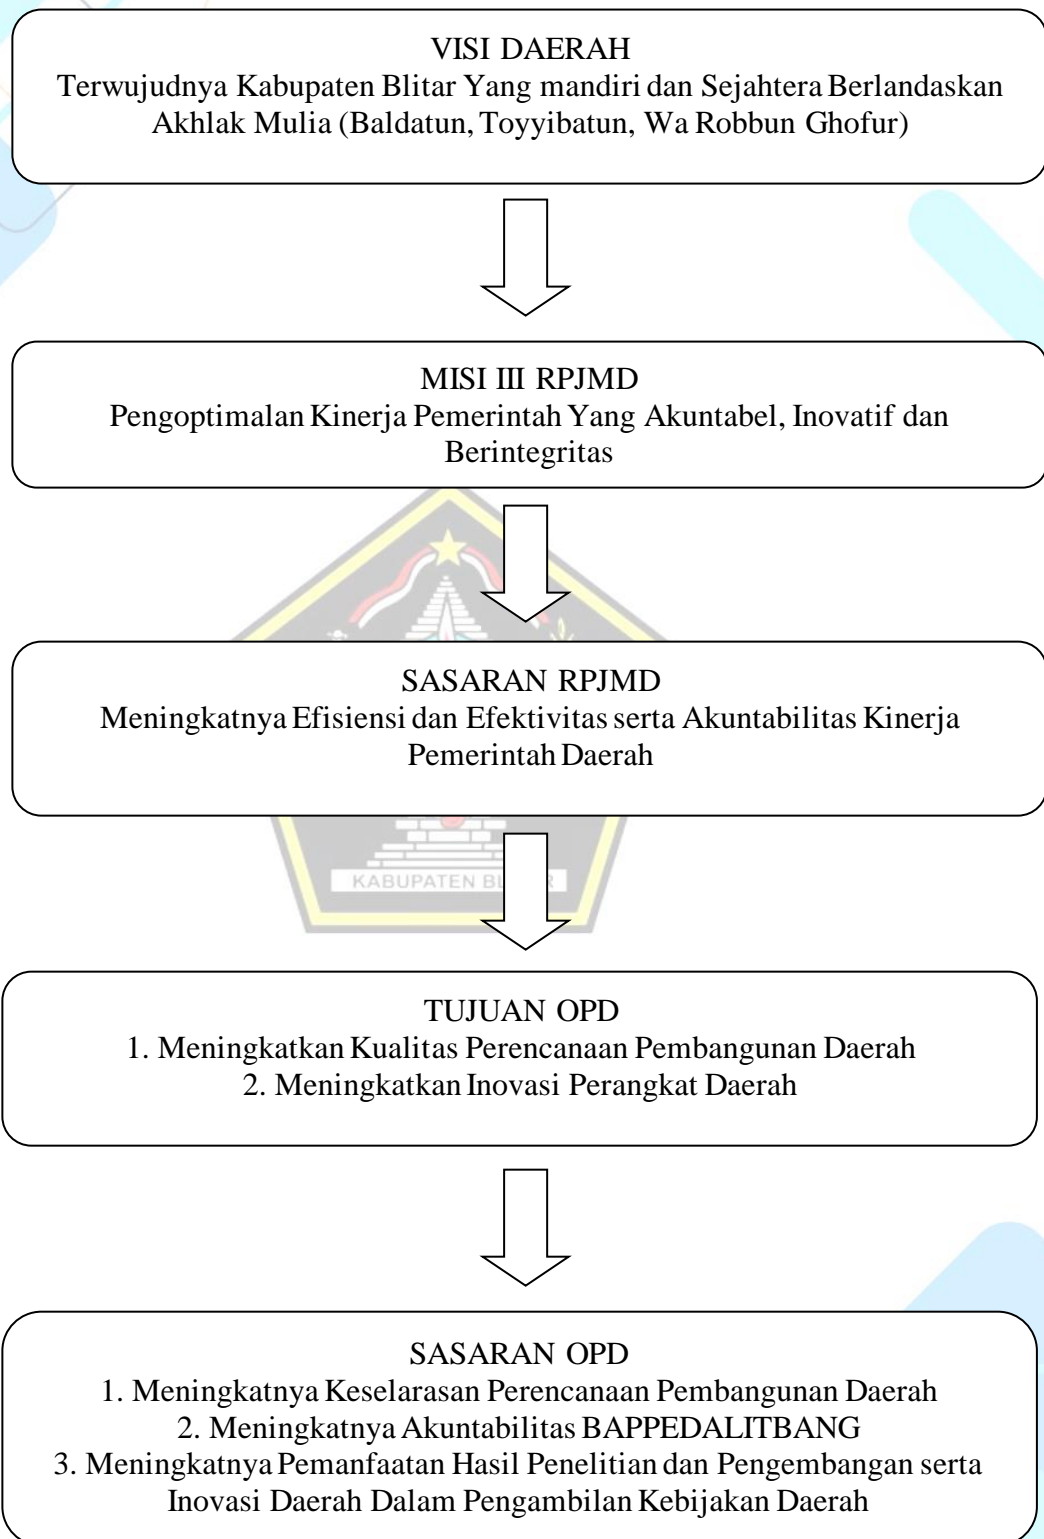 VISI DAERAH
Terwujudnya Kabupaten Blitar Yang mandiri dan Sejahtera Berlandaskan
Akhlak Mulia (Baldatun, Toyyibatun, Wa Robbun Ghofur)
MISI III RPJMD
Pengoptimalan Kinerja Pemerintah Yang Akuntabel, Inovatif dan
Berintegritas
SASARAN RPJMD
Meningkatnya Efisiensi dan Efektivitas serta Akuntabilitas Kinerja
Pemerintah Daerah
KABUPATEN
TUJUAN OPD
1. Meningkatkan Kualitas Perencanaan Pembangunan Daerah
2. Meningkatkan Inovasi Perangkat Daerah
SASARAN OPD
1. Meningkatnya Keselarasan Perencanaan Pembangunan Daerah
2. Meningkatnya Akuntabilitas BAPPEDALITBANG
3. Meningkatnya Pemanfaatan Hasil Penelitian dan Pengembangan serta
Inovasi Daerah Dalam Pengambilan Kebijakan Daerah